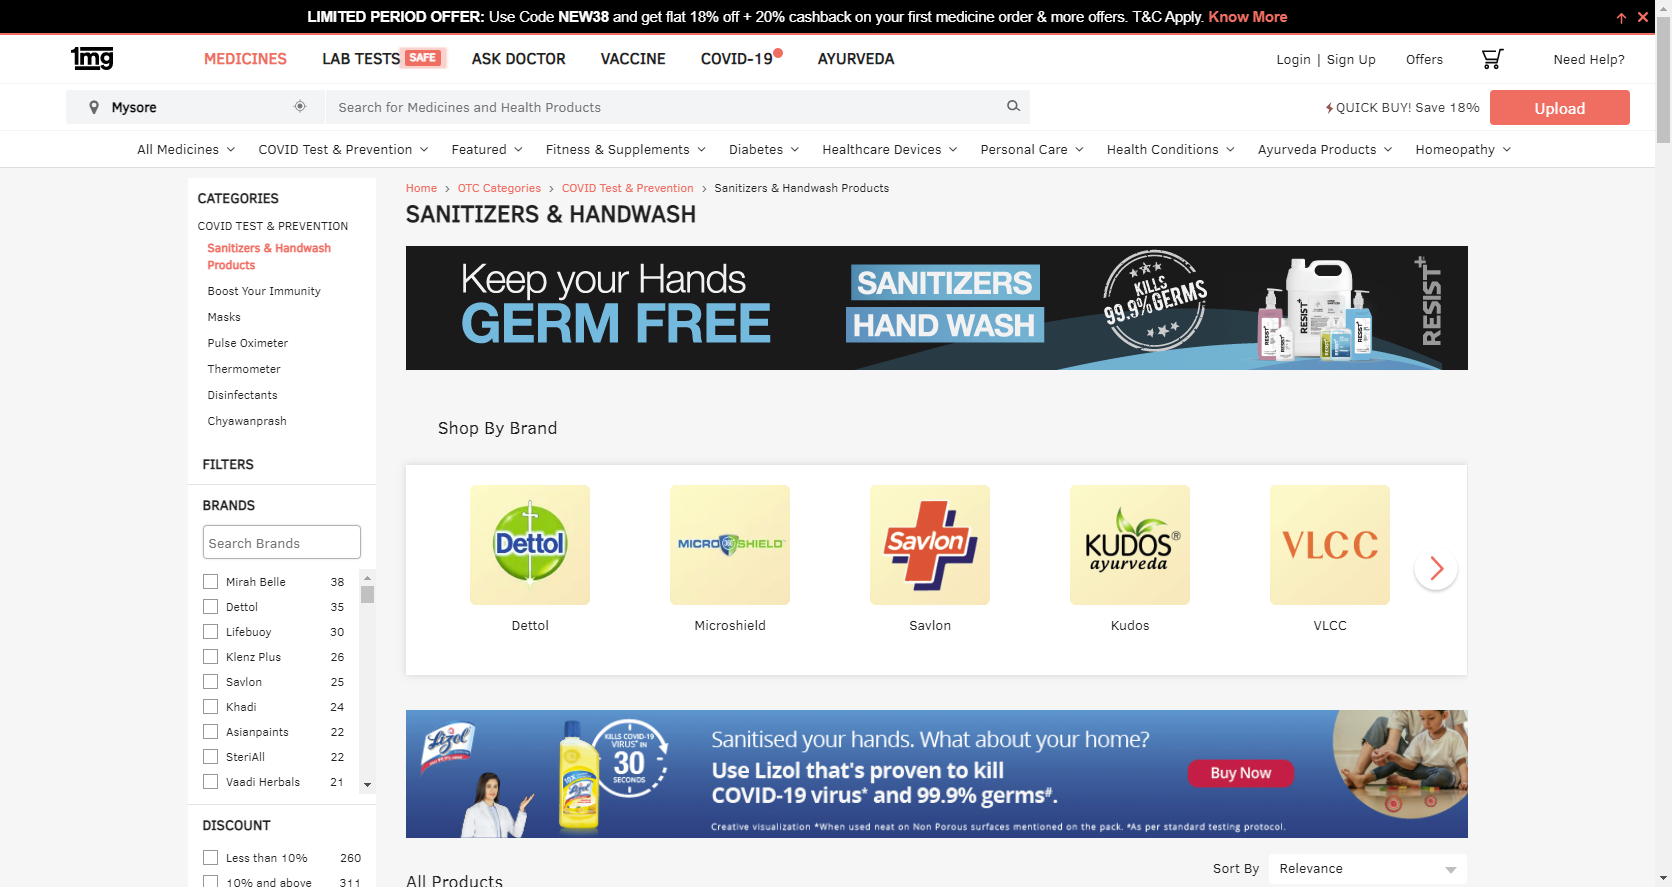 LIMITED PERIOD OFFER: Use Code NEW38 and get flat 18% off + 20% cashback on your first medicine order & more offers. T&C Apply. Know More
1mg
MEDICINES
LAB TESTS SAFE
ASK DOCTOR
VACCINE
COVID-19
AYURVEDA
Login | Sign Up
Offers
Need Help?
Mysore
Search for Medicines and Health Products
QUICK BUY! Save 18%
Upload
All Medicines
COVID Test & Prevention
Featured
Fitness & Supplements
Diabetes
Healthcare Devices
Personal Care
Health Conditions
Ayurveda Products
Homeopathy
CATEGORIES
COVID TEST & PREVENTION
Sanitizers & Handwash
Products
Boost Your Immunity
Masks
Pulse Oximeter
Thermometer
Disinfectants
Chyawanprash
FILTERS
BRANDS
Search Brands
Mirah Belle 38
Dettol 35
Lifebuoy 30
Klenz Plus 26
Savlon 25
Khadi 24
Asianpaints 22
SteriAll 22
Vaadi Herbals 21
DISCOUNT
Less than 10% 260
10% and above 311
Home > OTC Categories > COVID Test & Prevention > Sanitizers & Handwash Products
SANITIZERS & HANDWASH
Keep your Hands
GERM FREE
SANITIZERS
HAND WASH
KILLS
99.9% GERMS
RESIST+
RESIST+
RESIST+
RESIST
RESIST+
Shop By Brand
Dettol
MICROSHIELD
Savlon
KUDOS®
ayurveda
VLCC
Dettol
Microshield
Savlon
Kudos
VLCC
Lizol
KILLS COVID-19
VIRUS* IN
30
SECONDS
Lizol
Sanitised your hands. What about your home?
Use Lizol that's proven to kill
COVID-19 virus* and 99.9% germs#.
Buy Now
Creative visualization *When used neat on Non Porous surfaces mentioned on the pack. #As per standard testing protocol.
All Products
Sort By Relevance